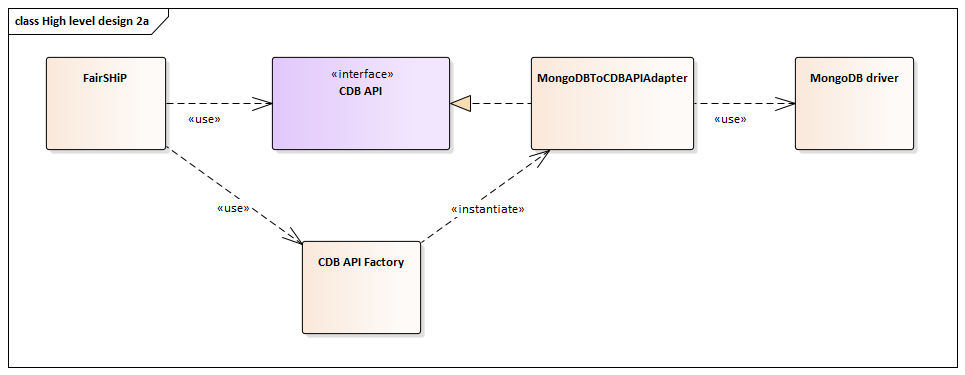 class High level design 2a
FairSHiP
«interface»
CDB API
MongoDBToCDBAPIAdapter
MongoDB driver
«use»
«use»
«use»
«instantiate»
CDB API Factory